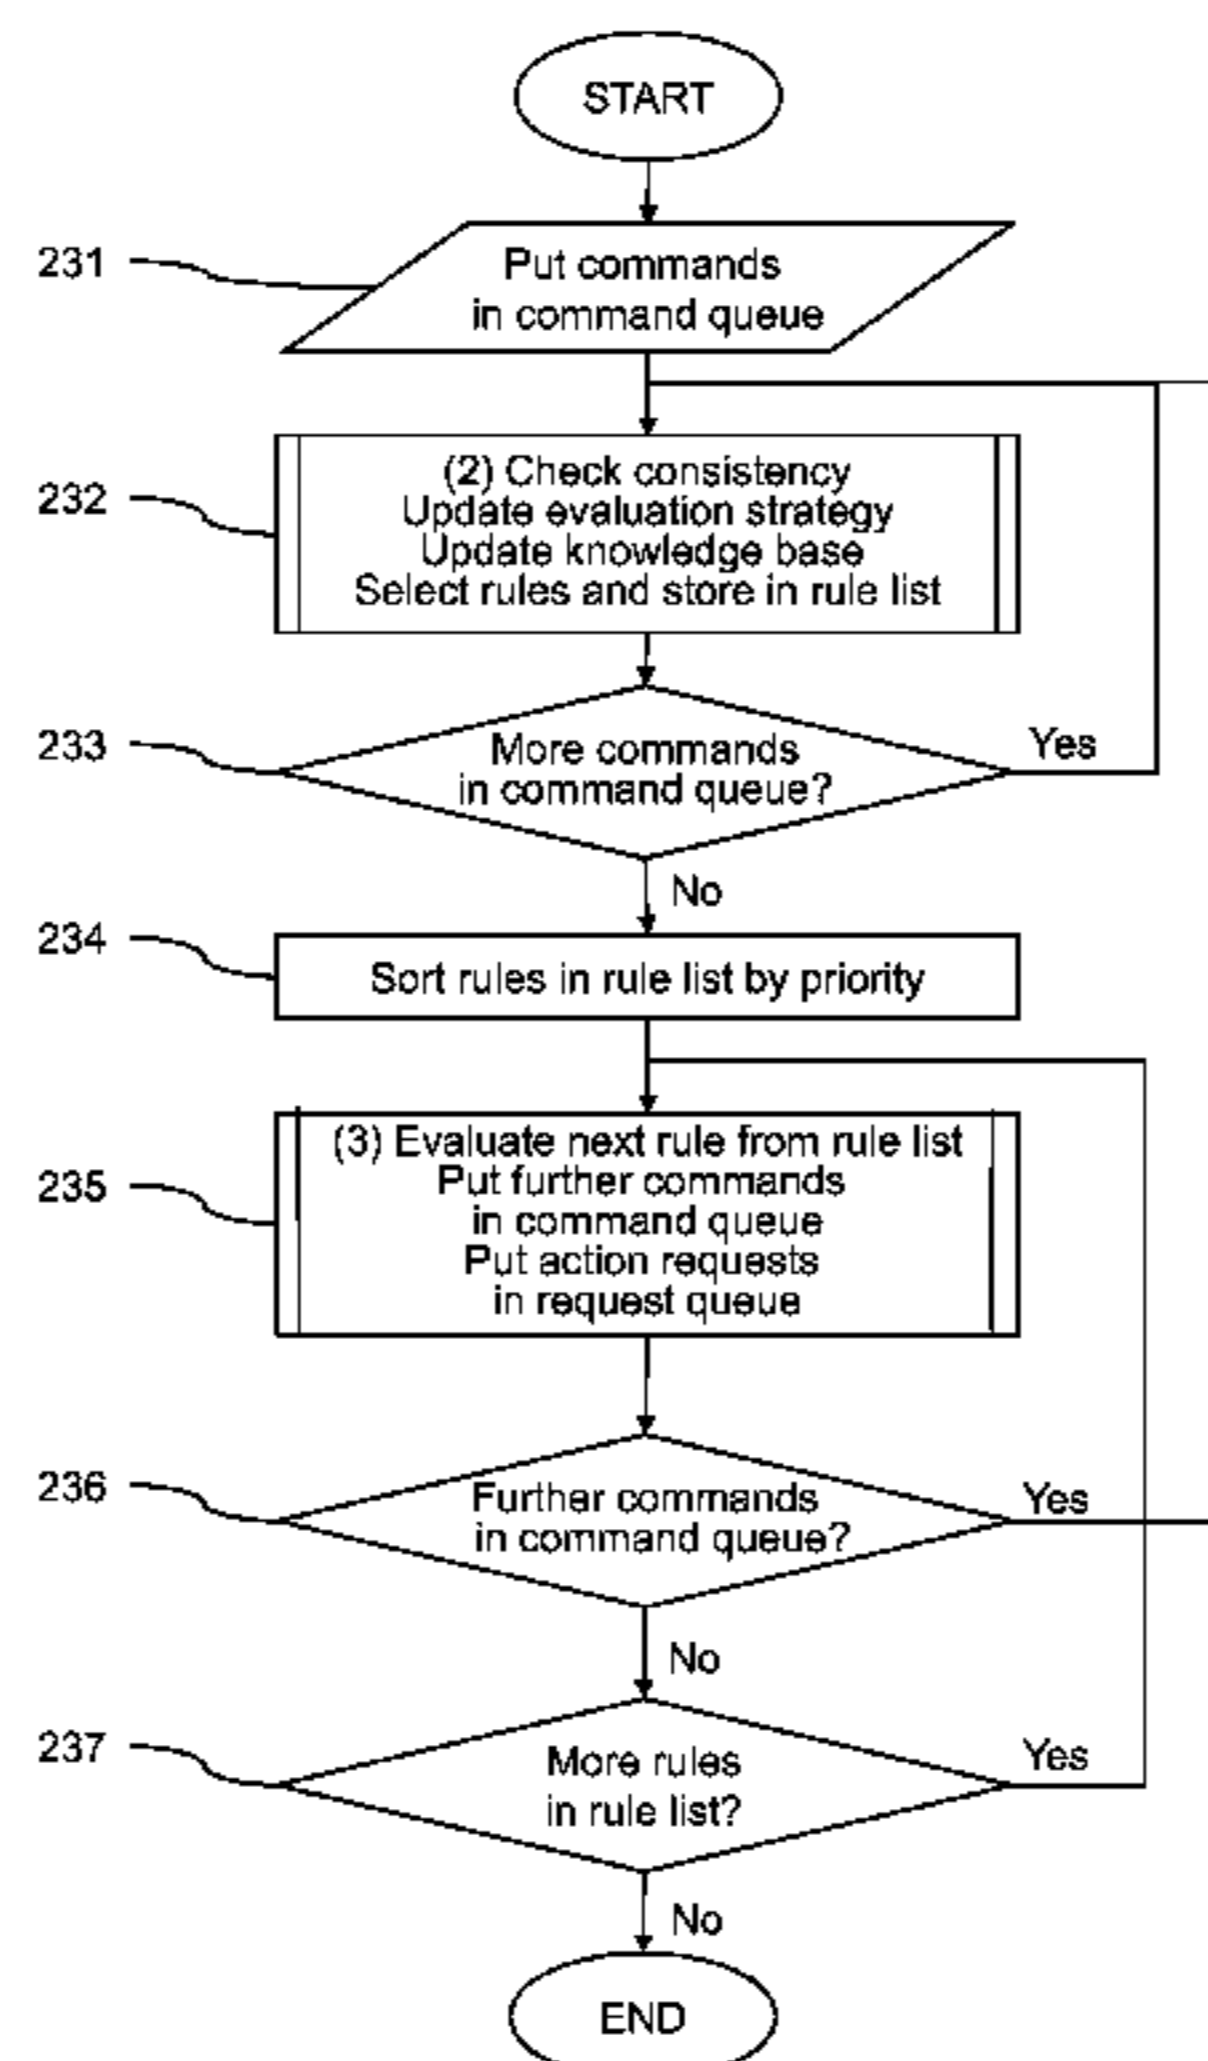 START
231
Put commands
in command queue
232
(2) Check consistency
Update evaluation strategy
Update knowledge base
Select rules and store in rule list
233
More commands
in command queue?
Yes
No
234
Sort rules in rule list by priority
235
(3) Evaluate next rule from rule list
Put further commands
in command queue
Put action requests
in request queue
236
Further commands
in command queue?
Yes
No
237
More rules
in rule list?
Yes
No
END